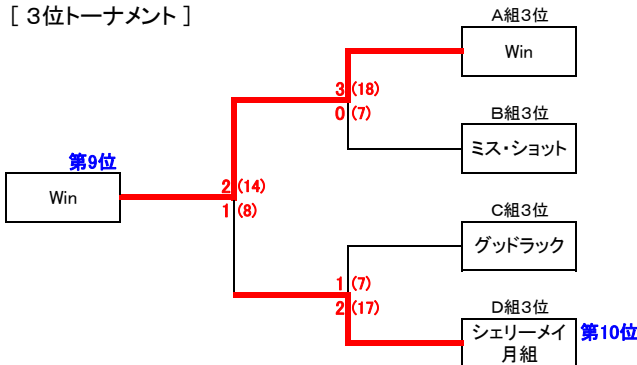 [ 3位トーナメント ]
A組3位
Win
3 (18)
0 (7)
B組3位
ミス・ショット
第9位
Win
2 (14)
1 (8)
C組3位
グッドラック
1 (7)
2 (17)
D組3位
シェリーメイ
月組
第10位